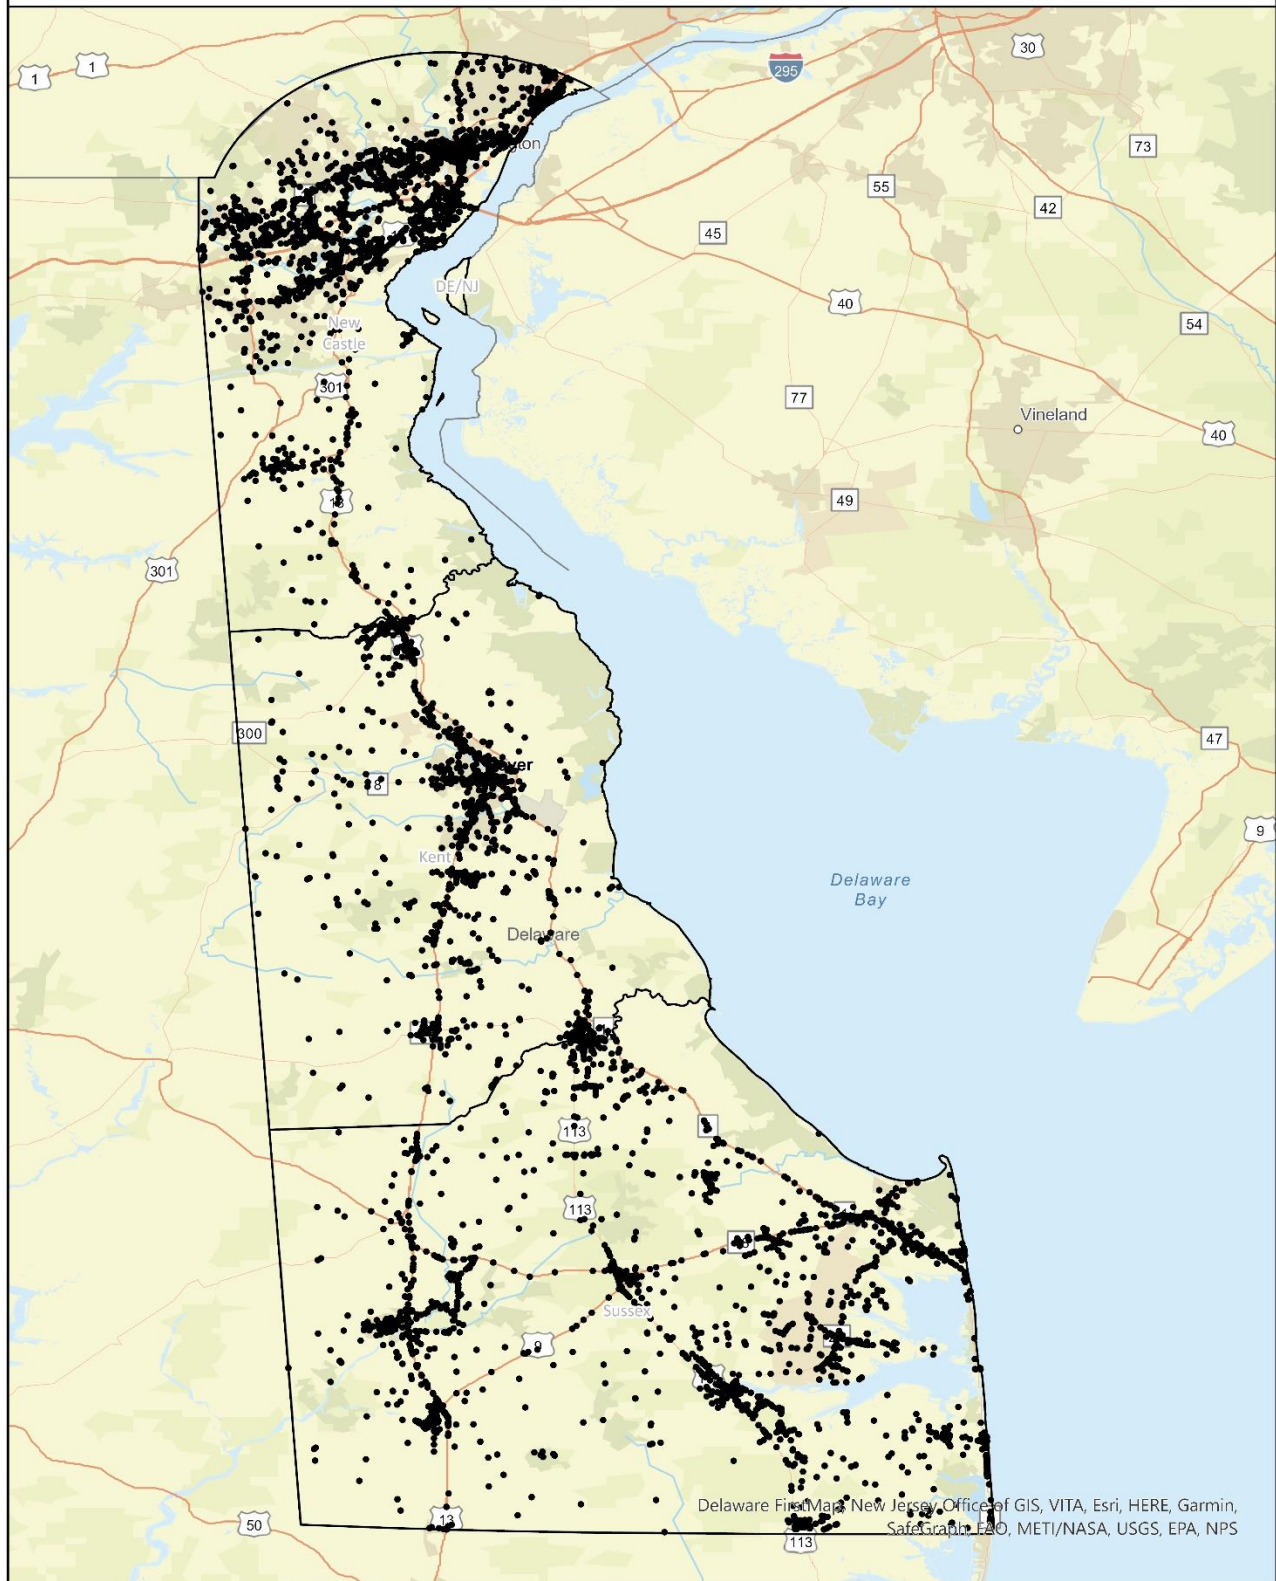 1
1
295
30
73
55
42
45
gton
DE/NJ
40
54
New
Castle
301
77
Vineland
40
49
13
301
300
47
ver
8
9
Kent
Delaware
Bay
Delaware
113
113
Sussex
9
Delaware FirstMap, New Jersey Office of GIS, VITA, Esri, HERE, Garmin,
SafeGraph, FAO, METI/NASA, USGS, EPA, NPS
50
13
113